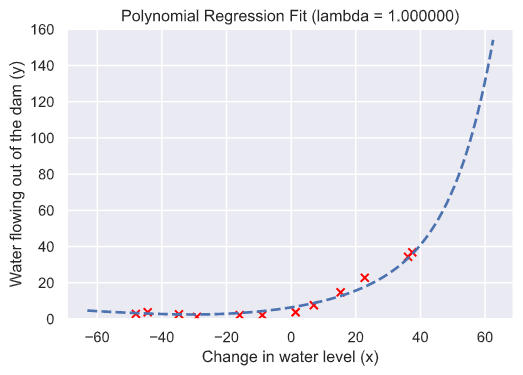 Polynomial Regression Fit (lambda = 1.000000)
160
140
120
100
80
60
40
20
0
Water flowing out of the dam (y)
−60 −40 −20 0 20 40 60
Change in water level (x)